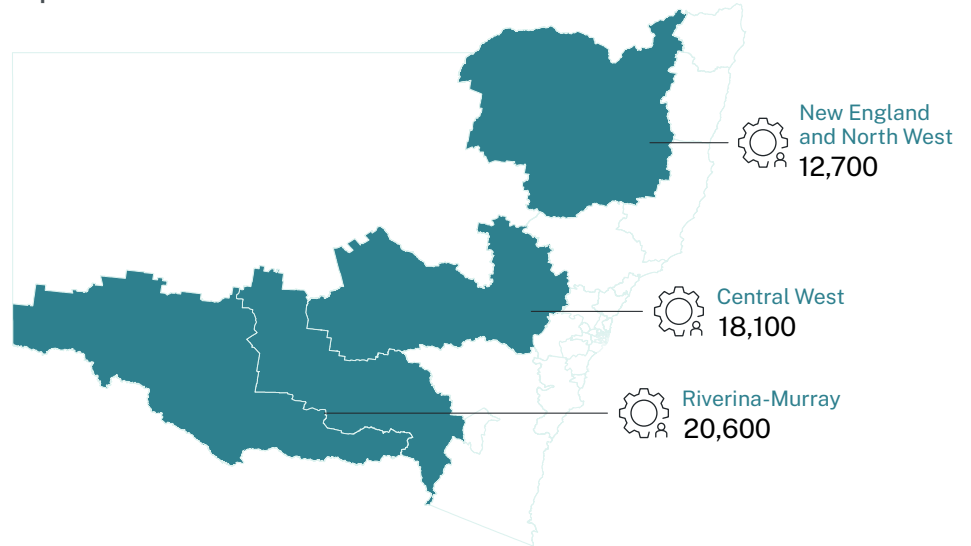 New England
and North West
12,700
Central West
18,100
Riverina-Murray
20,600